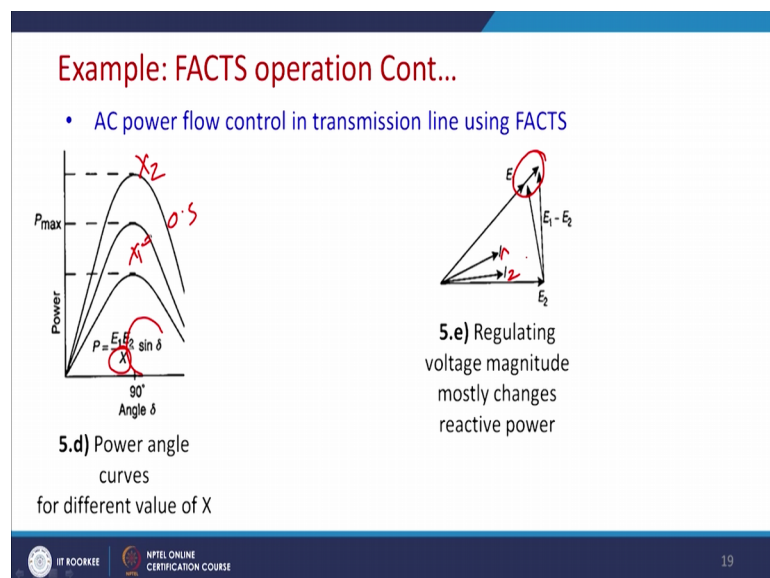 Example: FACTS operation Cont...
• AC power flow control in transmission line using FACTS
X2
0.5
Pmax
X1
Power
P = E1E2/X sin δ
90°
Angle δ
5.d) Power angle
curves
for different value of X
E
E1 - E2
I1
I2
E2
5.e) Regulating
voltage magnitude
mostly changes
reactive power
IIT ROORKEE
NPTEL ONLINE
CERTIFICATION COURSE
19